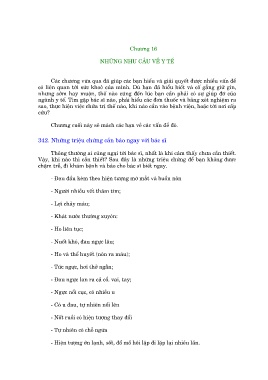 Chương 16
NHỮNG NHU CẦU VỀ Y TẾ
Các chương vừa đã giúp các bạn hiểu và giải quyết được nhiều vấn đề
có liên quan tới sức khoẻ của mình. Dù bạn đã hiểu biết và cố gắng giữ gìn,
nhưng sớm hay muộn, thế nào cũng đến lúc bạn cần phải có sự giúp đỡ của
ngành y tế. Tìm gặp bác sĩ nào, phải hiểu các đơn thuốc và bảng xét nghiệm ra
sao, thực hiện việc chữa trị thế nào, khi nào cần vào bệnh viện, hoặc tới nơi cấp
cứu?
Chương cuối này sẽ mách các bạn về các vấn đề đó.
342. Những triệu chứng cần báo ngay với bác sĩ
Thông thường ai cũng ngại tới bác sĩ, nhất là khi cảm thấy chưa cần thiết.
Vậy, khi nào thì cần thiết? Sau đây là những triệu chứng để bạn không được
chậm trễ, đi khám bệnh và báo cho bác sĩ biết ngay.
- Đau đầu kèm theo hiện tượng mờ mắt và buồn nôn
- Người nhiều vết thâm tím;
- Lợi chảy máu;
- Khát nước thường xuyên;
- Ho liên tục;
- Nuốt khó, đau ngực lâu;
- Ho và thổ huyết (nôn ra máu);
- Tức ngực, hơi thở ngắn;
- Đau ngực lan ra cả cổ, vai, tay;
- Ngực nổi cục, có nhiều u
- Có u đau, tự nhiên nổi lên
- Nốt ruồi có hiện tượng thay đổi
- Tự nhiên có chỗ ngứa
- Hiện tượng ớn lạnh, sốt, đổ mồ hôi lặp đi lặp lại nhiều lần.